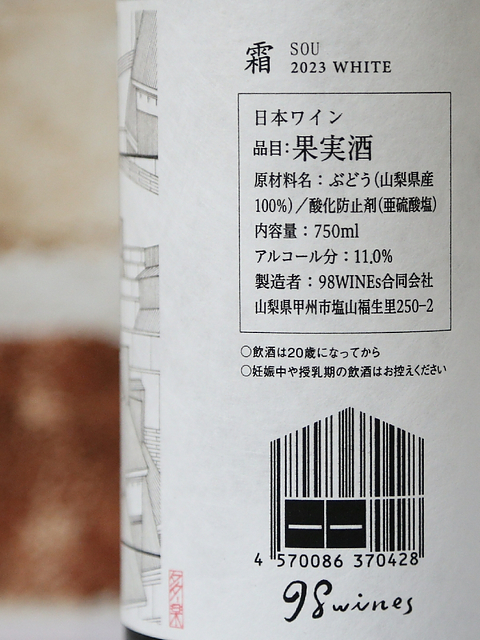 霜 SOU
2023 WHITE
日本ワイン
品目:果実酒
原材料名：ぶどう(山梨県産
100%)／酸化防止剤(亜硫酸塩)
内容量：750ml
アルコール分：11.0%
製造者：98WINEs合同会社
山梨県甲州市塩山福生里250-2
○飲酒は20歳になってから
○妊娠中や授乳期の飲酒はお控えください
4 570086 370428
98wines